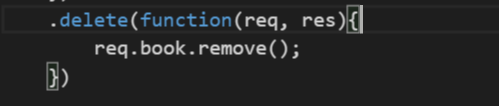 .delete(function(req, res){
req.book.remove();
})